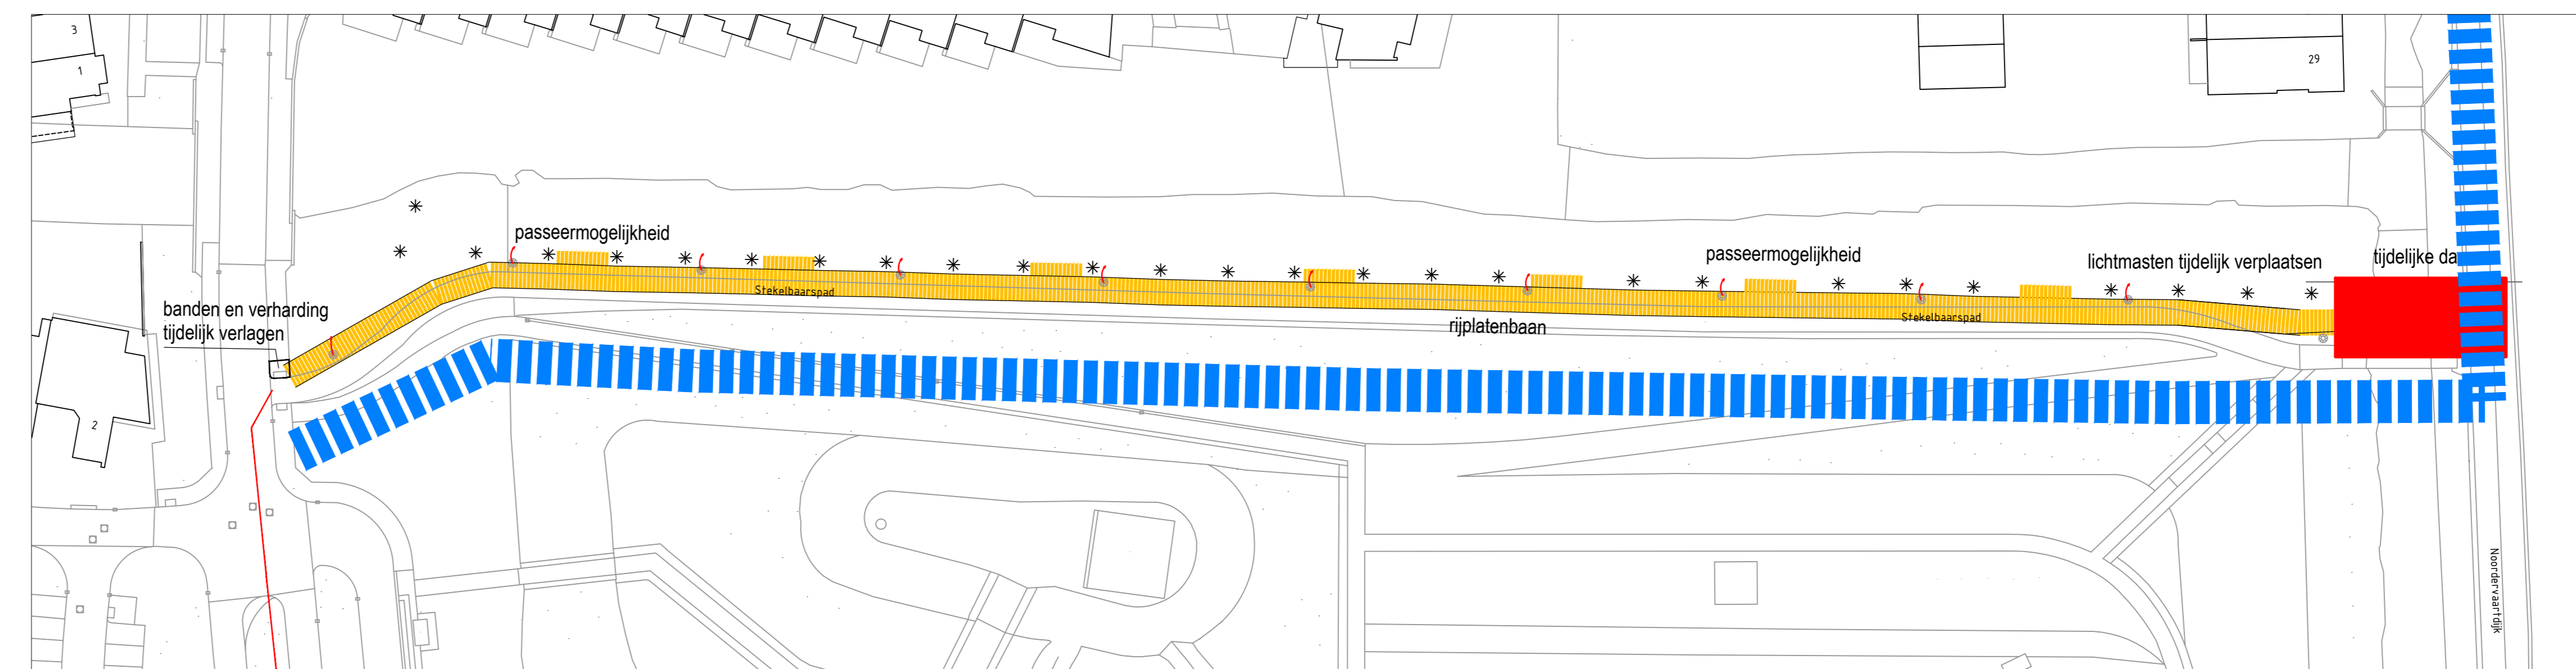 3
1
29
passeermogelijkheid
passeermogelijkheid
lichtmasten tijdelijk verplaatsen
tijdelijke da
Stekelbaarspad
banden en verharding
tijdelijk verlagen
Stekelbaarspad
rijplatenbaan
2
Noordervaartdijk